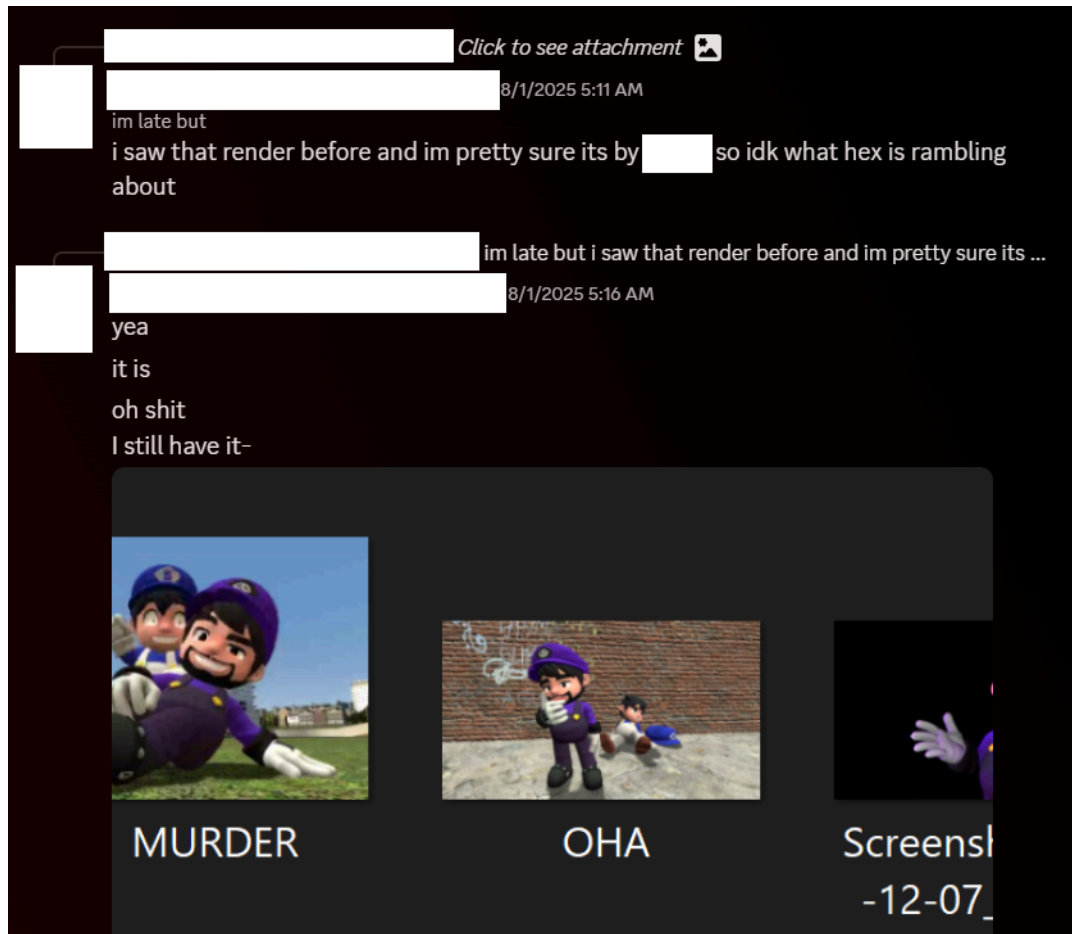 Click to see attachment
8/1/2025 5:11 AM
im late but
i saw that render before and im pretty sure its by so idk what hex is rambling
about
im late but i saw that render before and im pretty sure its ...
8/1/2025 5:16 AM
yea
it is
oh shit
I still have it-
MURDER
OHA
Screensh
-12-07_